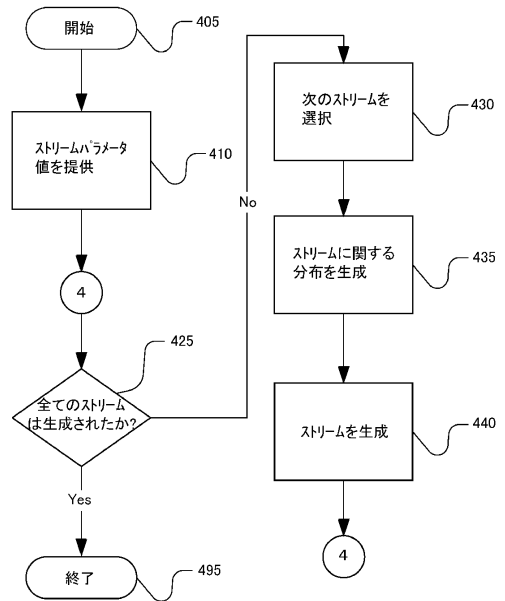 開始
405
ｽﾄﾘｰﾑﾊﾟﾗﾒｰﾀ
値を提供
410
4
425
全てのｽﾄﾘｰﾑ
は生成されたか?
No
Yes
終了
495
次のｽﾄﾘｰﾑを
選択
430
ｽﾄﾘｰﾑに関する
分布を生成
435
ｽﾄﾘｰﾑを生成
440
4